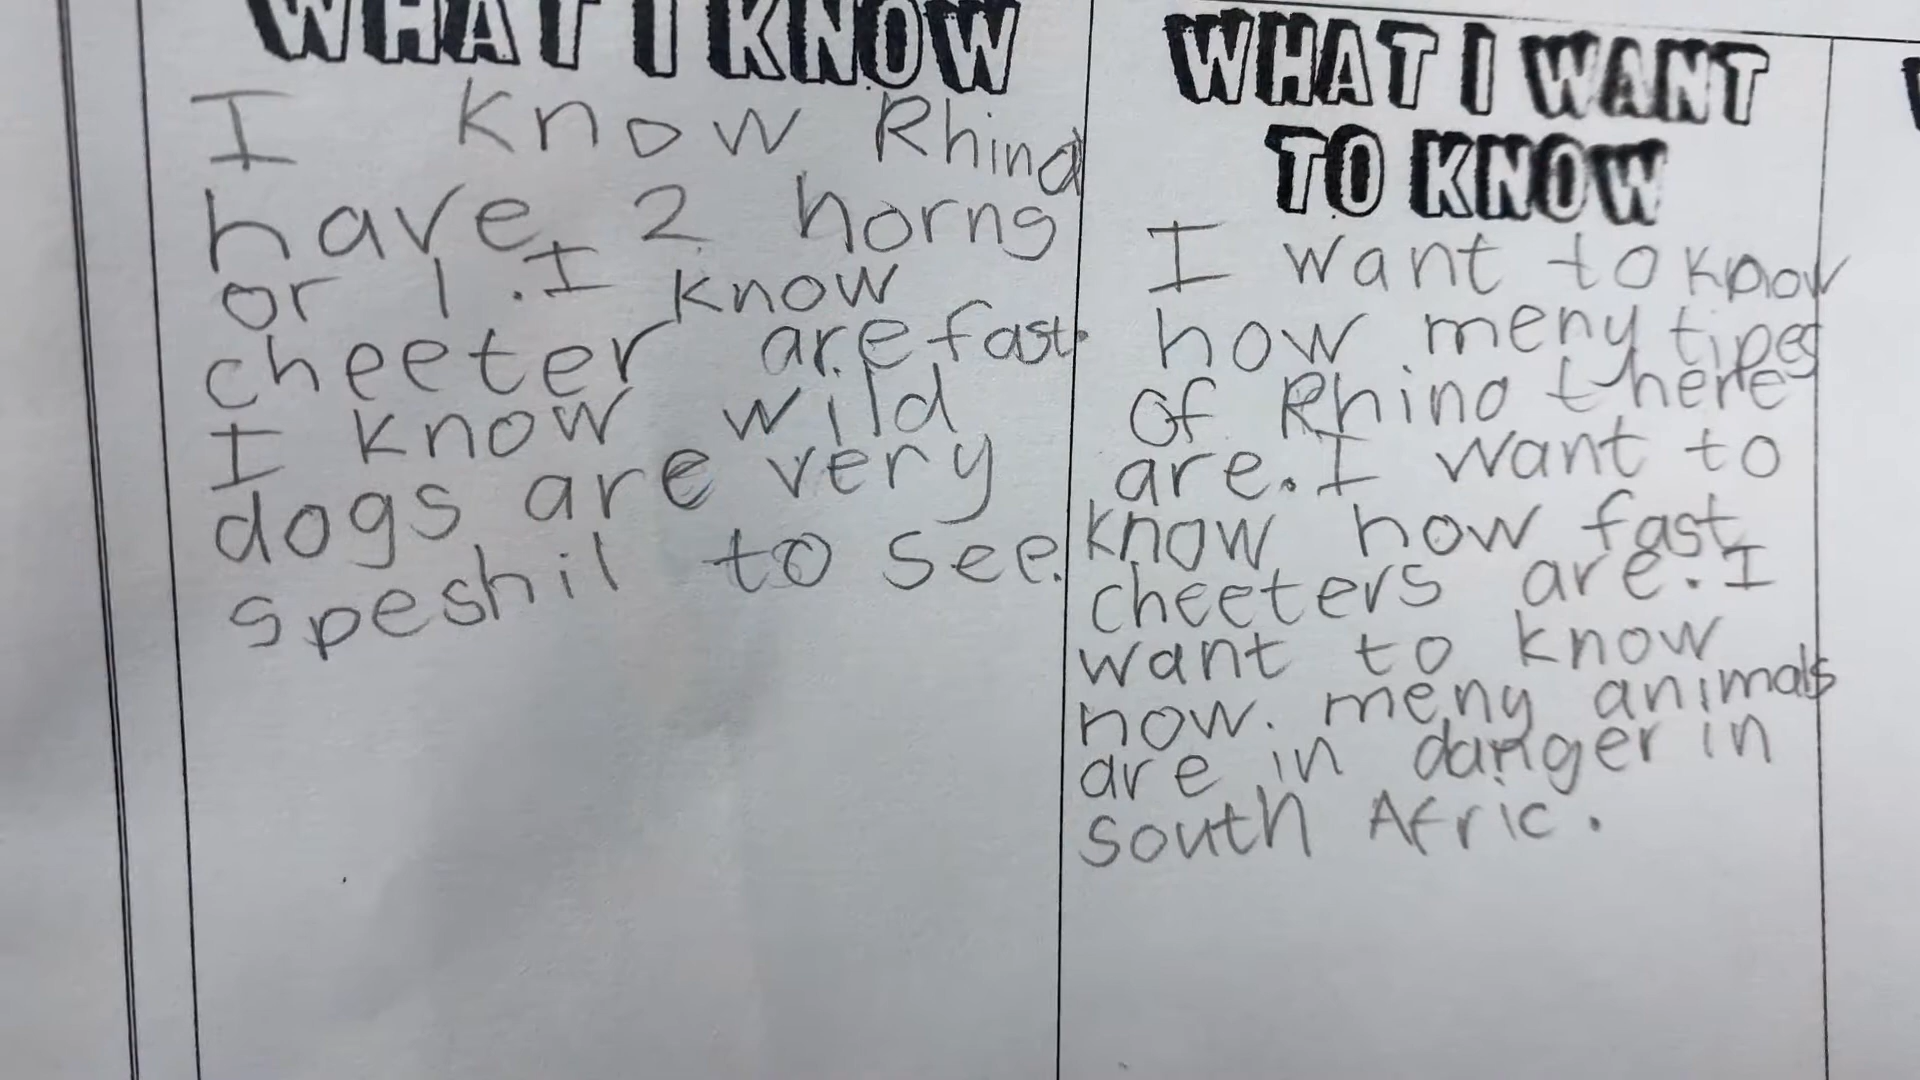 WHAT I KNOW
I know Rhino
have 2 horns
or 1. I know
cheeter are fast.
I know wild
dogs are very
speshil to see.
WHAT I WANT
TO KNOW
I want to know
how meny tipes
of Rhino there
are. I want to
know how fast
cheeters are. I
want to know
how. meny animals
are in danger in
south Afric.